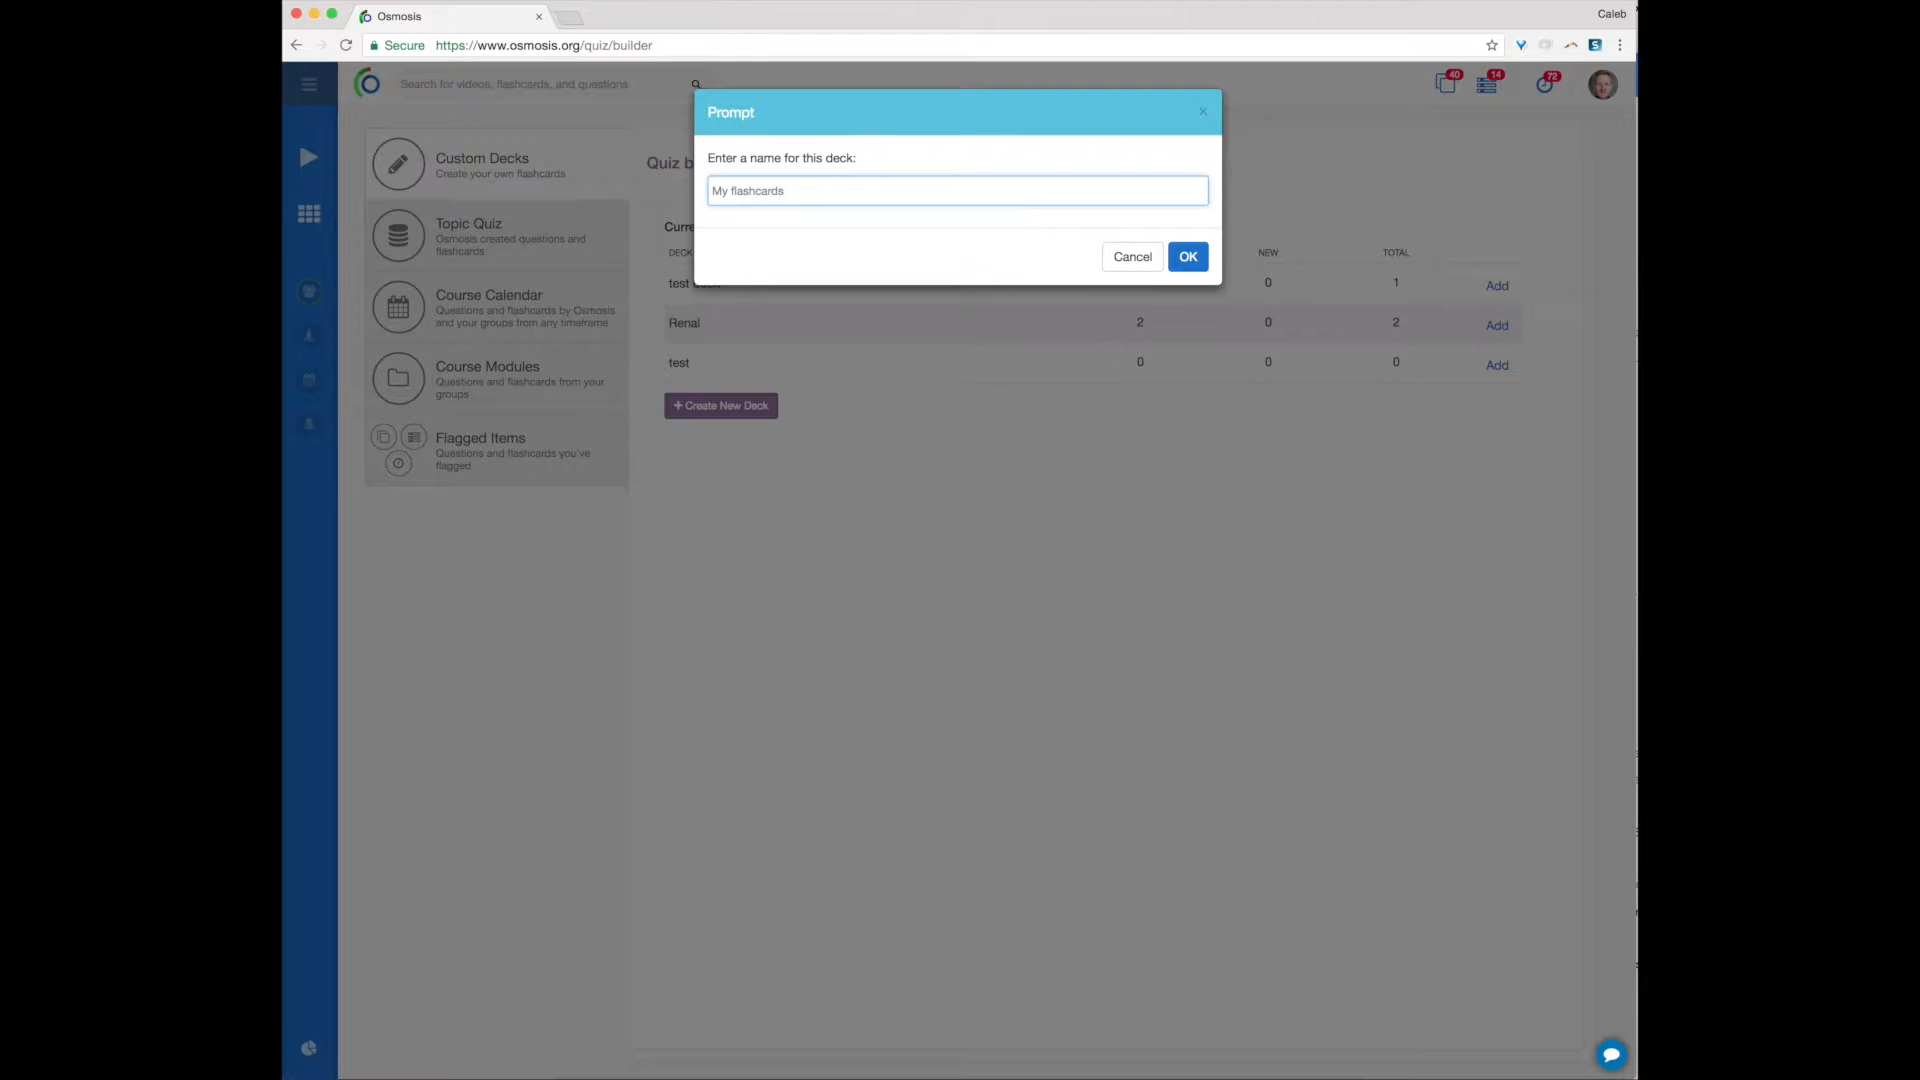 Osmosis
Caleb
Secure https://www.osmosis.org/quiz/builder
Search for videos, flashcards, and questions
40
14
72
Prompt
Enter a name for this deck:
My flashcards
Cancel
OK
Custom Decks
Create your own flashcards
Topic Quiz
Osmosis created questions and
flashcards
Course Calendar
Questions and flashcards by Osmosis
and your groups from any timeframe
Course Modules
Questions and flashcards from your
groups
Flagged Items
Questions and flashcards you've
flagged
Quiz b
Curre
DECK
NEW
TOTAL
test
0
1
Add
Renal
2
0
2
Add
test
0
0
0
Add
+ Create New Deck